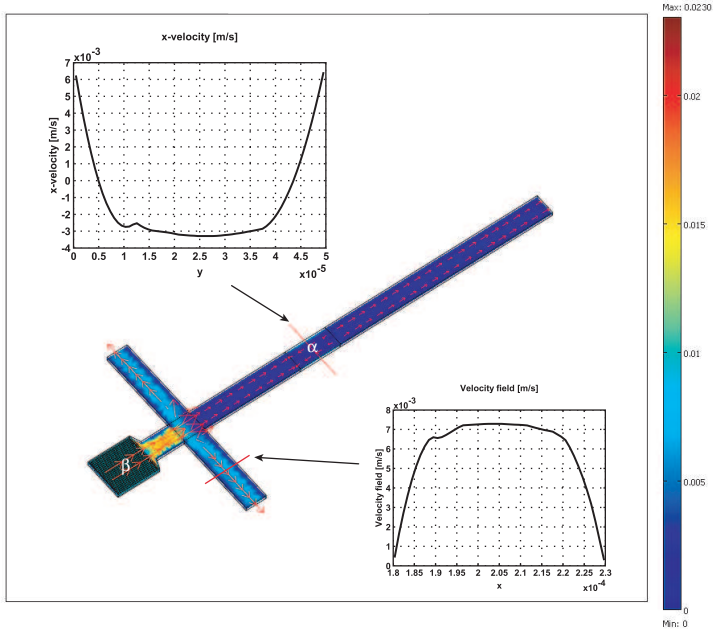 Max: 0.0230
x-velocity [m/s]
x10-3
7
6
5
4
3
2
1
0
-1
-2
-3
-4
x-velocity [m/s]
0 0.5 1 1.5 2 2.5 3 3.5 4 4.5 5
y
x10-5
α
β
Velocity field [m/s]
x10-3
8
7
6
5
4
3
2
1
0
Velocity field [m/s]
1.8 1.85 1.9 1.95 2 2.05 2.1 2.15 2.2 2.25 2.3
x
x10-4
0.02
0.015
0.01
0.005
0
Min: 0